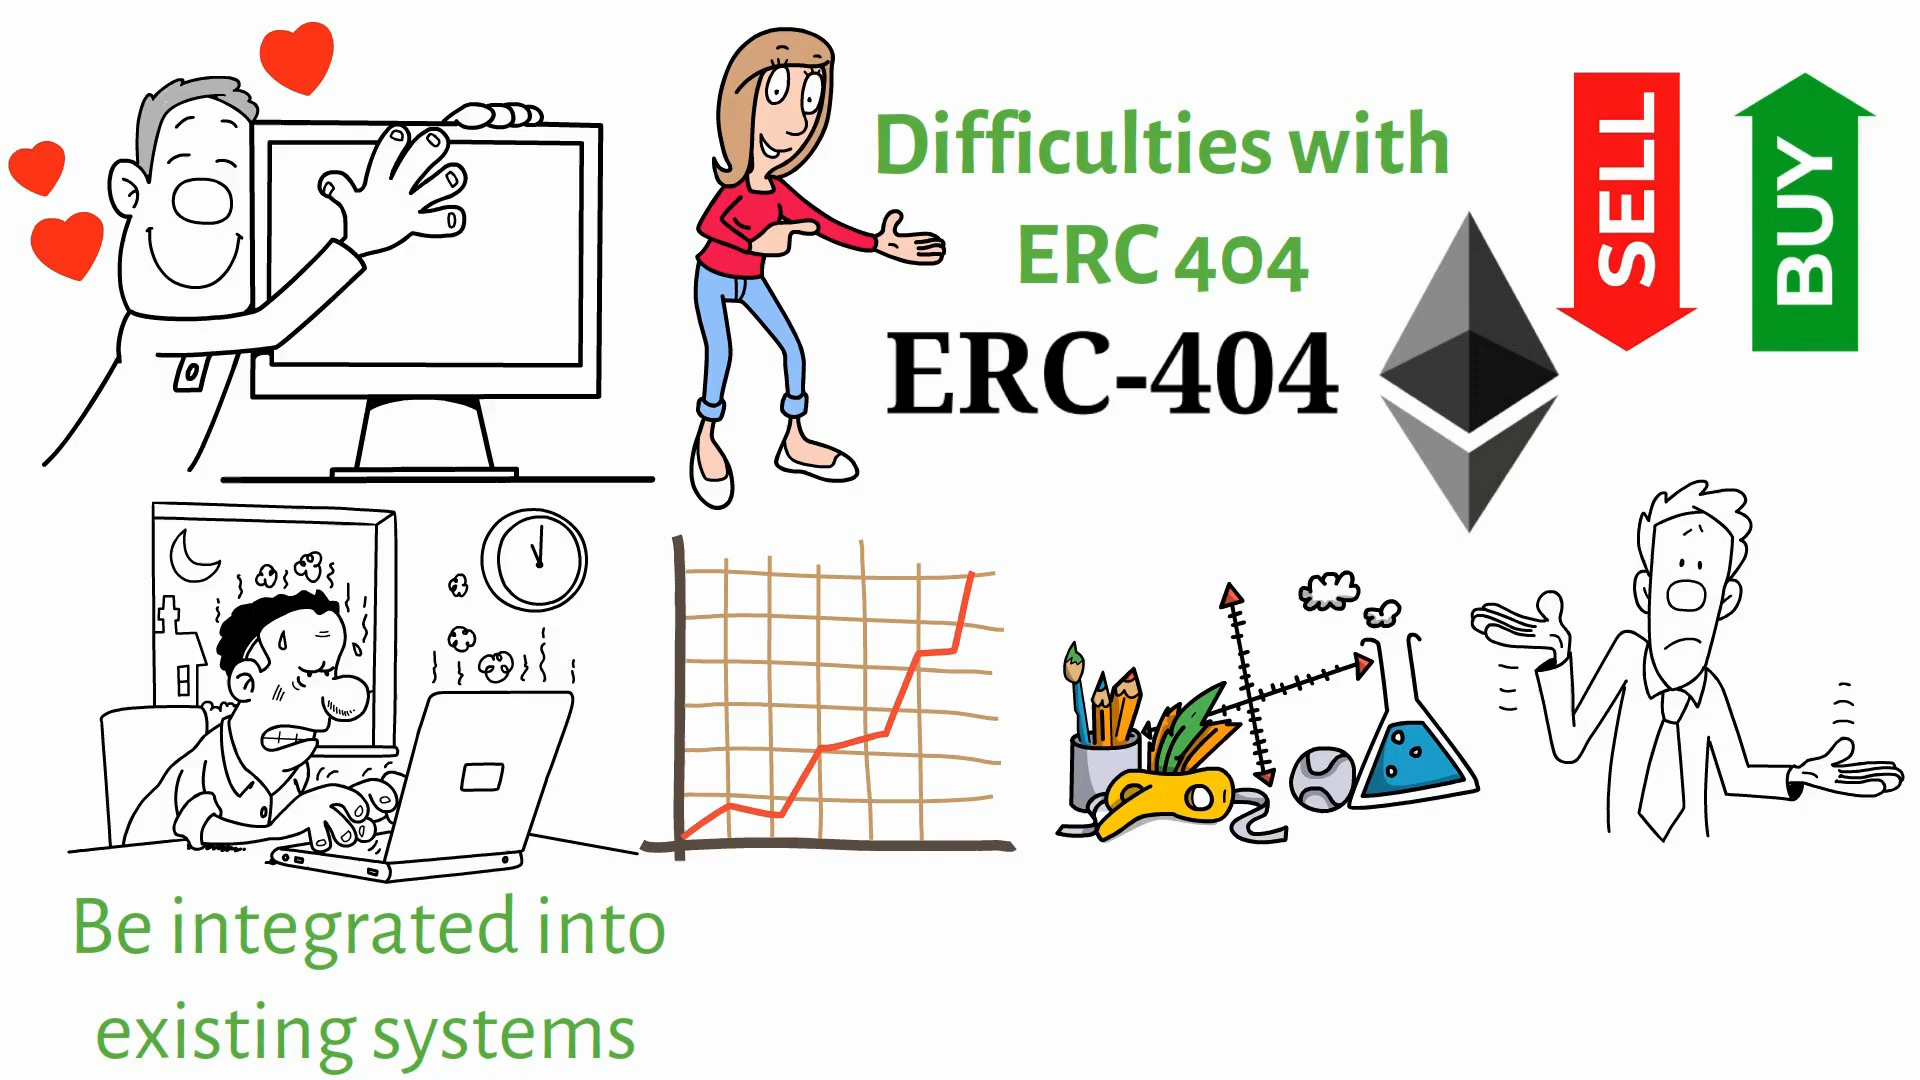 Difficulties with
ERC 404
ERC-404
SELL
BUY
Be integrated into
existing systems